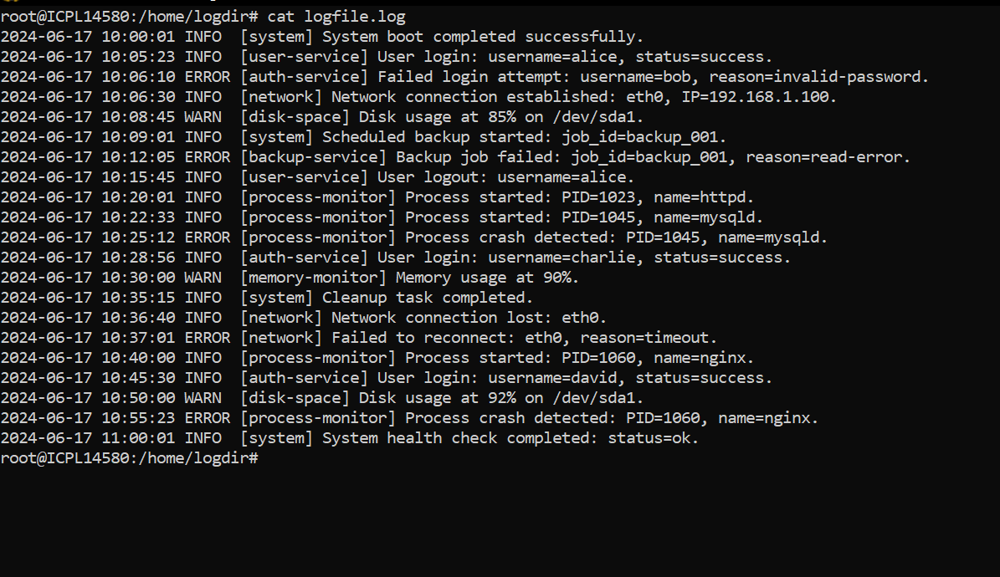 root@ICPL14580:/home/logdir# cat logfile.log
2024-06-17 10:00:01 INFO  [system] System boot completed successfully.
2024-06-17 10:05:23 INFO  [user-service] User login: username=alice, status=success.
2024-06-17 10:06:10 ERROR [auth-service] Failed login attempt: username=bob, reason=invalid-password.
2024-06-17 10:06:30 INFO  [network] Network connection established: eth0, IP=192.168.1.100.
2024-06-17 10:08:45 WARN  [disk-space] Disk usage at 85% on /dev/sda1.
2024-06-17 10:09:01 INFO  [system] Scheduled backup started: job_id=backup_001.
2024-06-17 10:12:05 ERROR [backup-service] Backup job failed: job_id=backup_001, reason=read-error.
2024-06-17 10:15:45 INFO  [user-service] User logout: username=alice.
2024-06-17 10:20:01 INFO  [process-monitor] Process started: PID=1023, name=httpd.
2024-06-17 10:22:33 INFO  [process-monitor] Process started: PID=1045, name=mysqld.
2024-06-17 10:25:12 ERROR [process-monitor] Process crash detected: PID=1045, name=mysqld.
2024-06-17 10:28:56 INFO  [auth-service] User login: username=charlie, status=success.
2024-06-17 10:30:00 WARN  [memory-monitor] Memory usage at 90%.
2024-06-17 10:35:15 INFO  [system] Cleanup task completed.
2024-06-17 10:36:40 INFO  [network] Network connection lost: eth0.
2024-06-17 10:37:01 ERROR [network] Failed to reconnect: eth0, reason=timeout.
2024-06-17 10:40:00 INFO  [process-monitor] Process started: PID=1060, name=nginx.
2024-06-17 10:45:30 INFO  [auth-service] User login: username=david, status=success.
2024-06-17 10:50:00 WARN  [disk-space] Disk usage at 92% on /dev/sda1.
2024-06-17 10:55:23 ERROR [process-monitor] Process crash detected: PID=1060, name=nginx.
2024-06-17 11:00:01 INFO  [system] System health check completed: status=ok.
root@ICPL14580:/home/logdir#